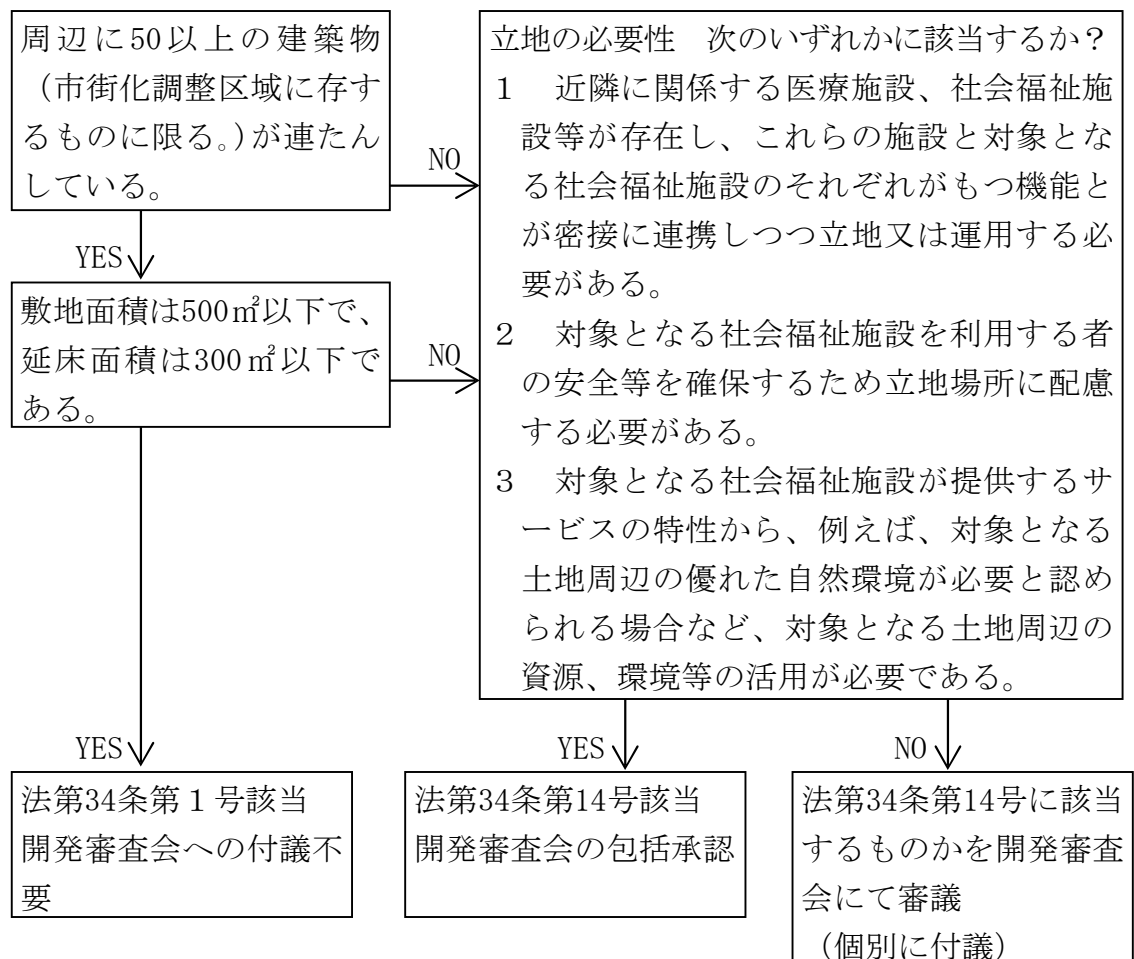 周辺に50以上の建築物
（市街化調整区域に存す
るものに限る。）が連たん
している。
NO
YES
敷地面積は500㎡以下で、
延床面積は300㎡以下で
ある。
NO
立地の必要性　次のいずれかに該当するか？
１　近隣に関係する医療施設、社会福祉施
設等が存在し、これらの施設と対象とな
る社会福祉施設のそれぞれがもつ機能と
が密接に連携しつつ立地又は運用する必
要がある。
２　対象となる社会福祉施設を利用する者
の安全等を確保するため立地場所に配慮
する必要がある。
３　対象となる社会福祉施設が提供するサ
ービスの特性から、例えば、対象となる
土地周辺の優れた自然環境が必要と認め
られる場合など、対象となる土地周辺の
資源、環境等の活用が必要である。
YES
YES
NO
法第34条第１号該当
開発審査会への付議不
要
法第34条第14号該当
開発審査会の包括承認
法第34条第14号に該当
するものかを開発審査
会にて審議
（個別に付議）